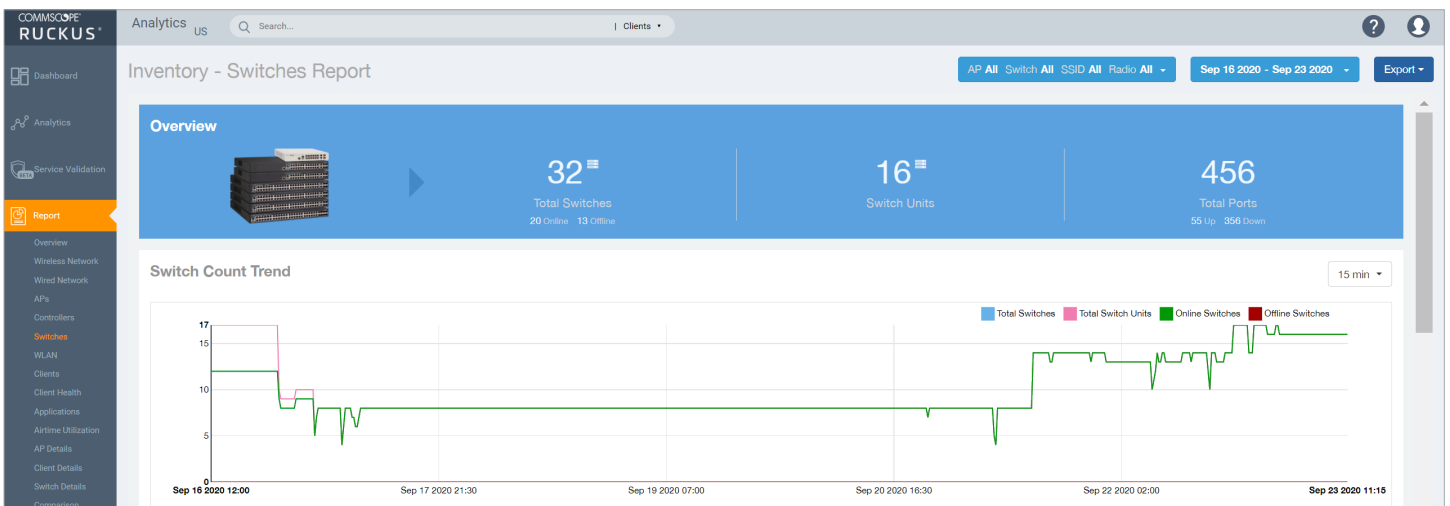 COMMSCOPE®
RUCKUS®
Analytics US
Search...
| Clients
?
Dashboard
Inventory - Switches Report
AP All Switch All SSID All Radio All
Sep 16 2020 - Sep 23 2020
Export
Analytics
Overview
Service Validation
BETA
32
Total Switches
20 Online 13 Offline
16
Switch Units
456
Total Ports
55 Up 356 Down
Report
Overview
Wireless Network
Wired Network
APs
Controllers
Switches
WLAN
Clients
Client Health
Applications
Airtime Utilization
AP Details
Client Details
Switch Details
Comparison
Switch Count Trend
15 min
Total Switches Total Switch Units Online Switches Offline Switches
17
15
10
5
0
Sep 16 2020 12:00 Sep 17 2020 21:30 Sep 19 2020 07:00 Sep 20 2020 16:30 Sep 22 2020 02:00 Sep 23 2020 11:15